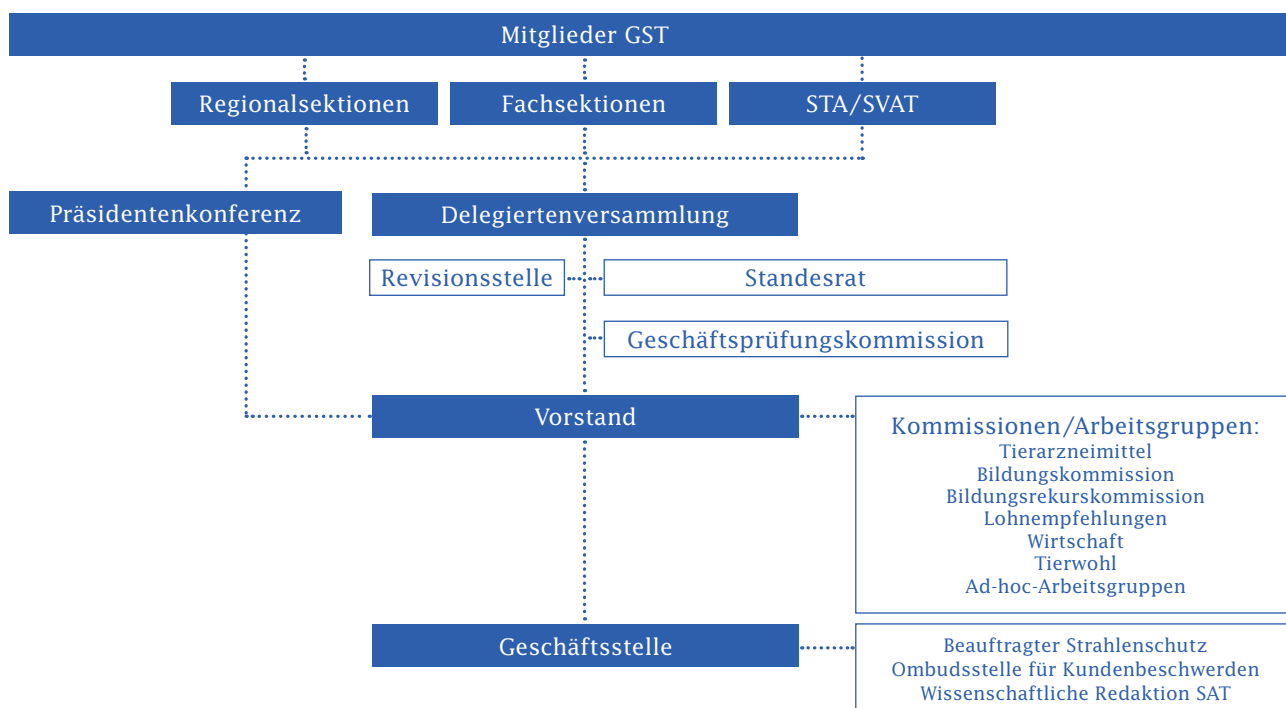 Mitglieder GST
Regionalsektionen
Fachsektionen
STA/SVAT
Präsidentenkonferenz
Delegiertenversammlung
Revisionsstelle
Standesrat
Geschäftsprüfungskommission
Vorstand
Kommissionen/Arbeitsgruppen:
Tierarzneimittel
Bildungskommission
Bildungsrekurskommission
Lohnempfehlungen
Wirtschaft
Tierwohl
Ad-hoc-Arbeitsgruppen
Geschäftsstelle
Beauftragter Strahlenschutz
Ombudsstelle für Kundenbeschwerden
Wissenschaftliche Redaktion SAT